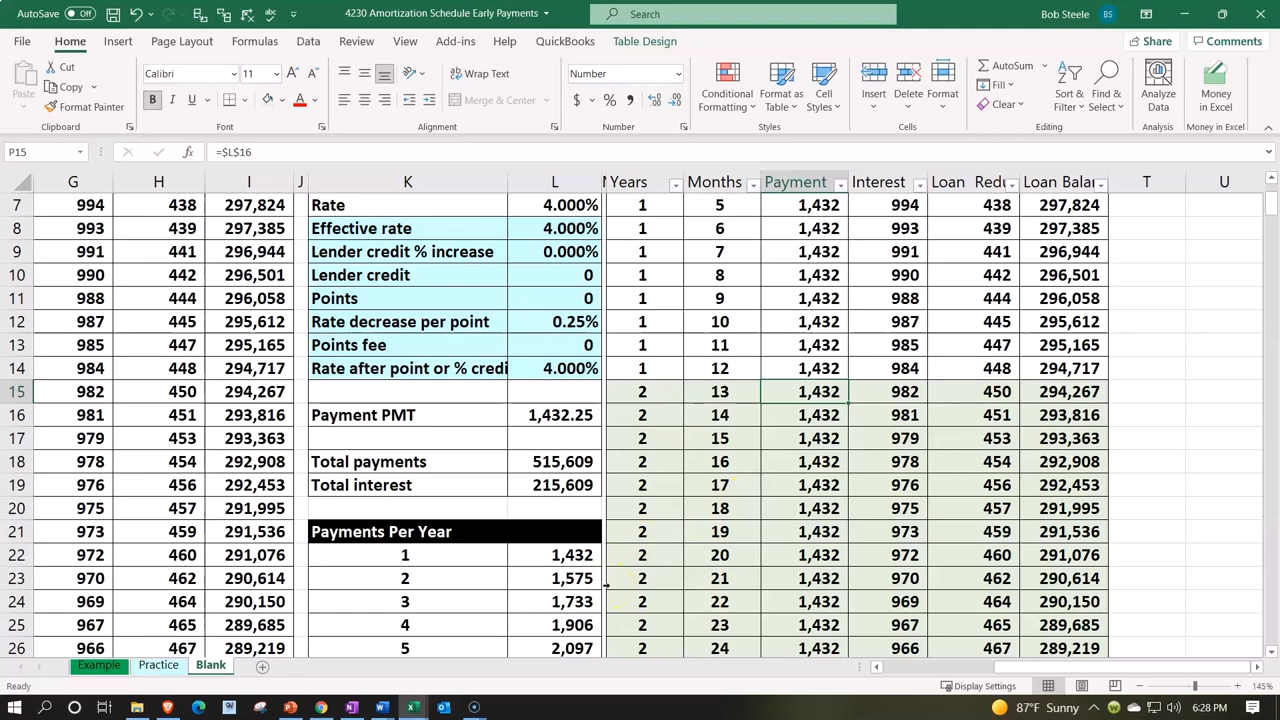 AutoSave Off
4230 Amortization Schedule Early Payments
Search
Bob Steele BS
File Home Insert Page Layout Formulas Data Review View Add-ins Help QuickBooks Table Design Share Comments
Paste Cut Copy Format Painter
Calibri 11
Wrap Text
Merge & Center
Number
Conditional Formatting Format as Table Cell Styles
Insert Delete Format
AutoSum Fill Clear
Sort & Filter Find & Select
Analyze Data
Money in Excel
Clipboard Font Alignment Number Styles Cells Editing Analysis Money in Excel
P15 fx =$L$16
G H I J K L Years Months Payment Interest Loan Redu Loan Balar T U
7 994 438 297,824 Rate 4.000% 1 5 1,432 994 438 297,824
8 993 439 297,385 Effective rate 4.000% 1 6 1,432 993 439 297,385
9 991 441 296,944 Lender credit % increase 0.000% 1 7 1,432 991 441 296,944
10 990 442 296,501 Lender credit 0 1 8 1,432 990 442 296,501
11 988 444 296,058 Points 0 1 9 1,432 988 444 296,058
12 987 445 295,612 Rate decrease per point 0.25% 1 10 1,432 987 445 295,612
13 985 447 295,165 Points fee 0 1 11 1,432 985 447 295,165
14 984 448 294,717 Rate after point or % credi 4.000% 1 12 1,432 984 448 294,717
15 982 450 294,267 2 13 1,432 982 450 294,267
16 981 451 293,816 Payment PMT 1,432.25 2 14 1,432 981 451 293,816
17 979 453 293,363 2 15 1,432 979 453 293,363
18 978 454 292,908 Total payments 515,609 2 16 1,432 978 454 292,908
19 976 456 292,453 Total interest 215,609 2 17 1,432 976 456 292,453
20 975 457 291,995 2 18 1,432 975 457 291,995
21 973 459 291,536 Payments Per Year 2 19 1,432 973 459 291,536
22 972 460 291,076 1 1,432 2 20 1,432 972 460 291,076
23 970 462 290,614 2 1,575 2 21 1,432 970 462 290,614
24 969 464 290,150 3 1,733 2 22 1,432 969 464 290,150
25 967 465 289,685 4 1,906 2 23 1,432 967 465 289,685
26 966 467 289,219 5 2,097 2 24 1,432 966 467 289,219
Example Practice Blank
Ready Display Settings 145%
87°F Sunny 6:28 PM